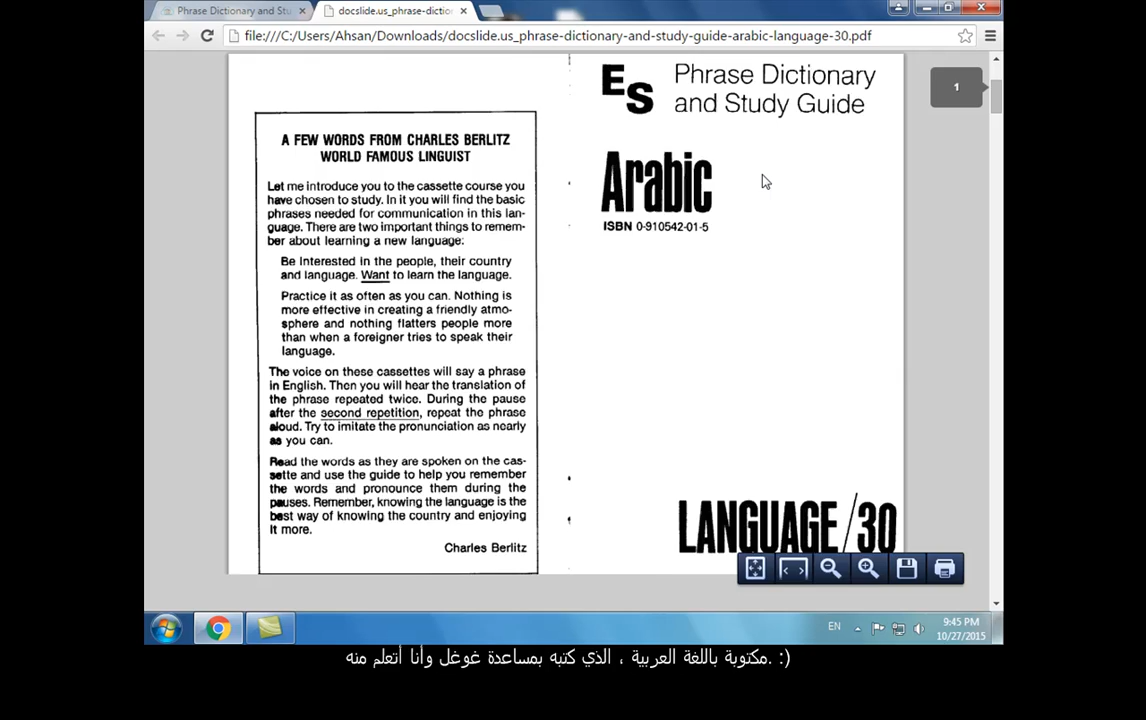 Phrase Dictionary and Stu
docslide.us_phrase-dictio
file:///C:/Users/Ahsan/Downloads/docslide.us_phrase-dictionary-and-study-guide-arabic-language-30.pdf
1
A FEW WORDS FROM CHARLES BERLITZ
WORLD FAMOUS LINGUIST
Let me introduce you to the cassette course you
have chosen to study. In it you will find the basic
phrases needed for communication in this lan-
guage. There are two important things to remem-
ber about learning a new language:
Be Interested in the people, their country
and language. Want to learn the language.
Practice it as often as you can. Nothing is
more effective in creating a friendly atmo-
sphere and nothing flatters people more
than when a foreigner tries to speak their
language.
The voice on these cassettes will say a phrase
in English. Then you will hear the translation of
the phrase repeated twice. During the pause
after the second repetition, repeat the phrase
aloud. Try to imitate the pronunciation as nearly
as you can.
Read the words as they are spoken on the cas-
sette and use the guide to help you remember
the words and pronounce them during the
pauses. Remember, knowing the language is the
best way of knowing the country and enjoying
it more.
Charles Berlitz
ES
Phrase Dictionary
and Study Guide
Arabic
ISBN 0-910542-01-5
LANGUAGE/30
EN
9:45 PM
10/27/2015
مكتوبة باللغة العربية ، الذي كتبه بمساعدة غوغل وأنا أتعلم منه. :)